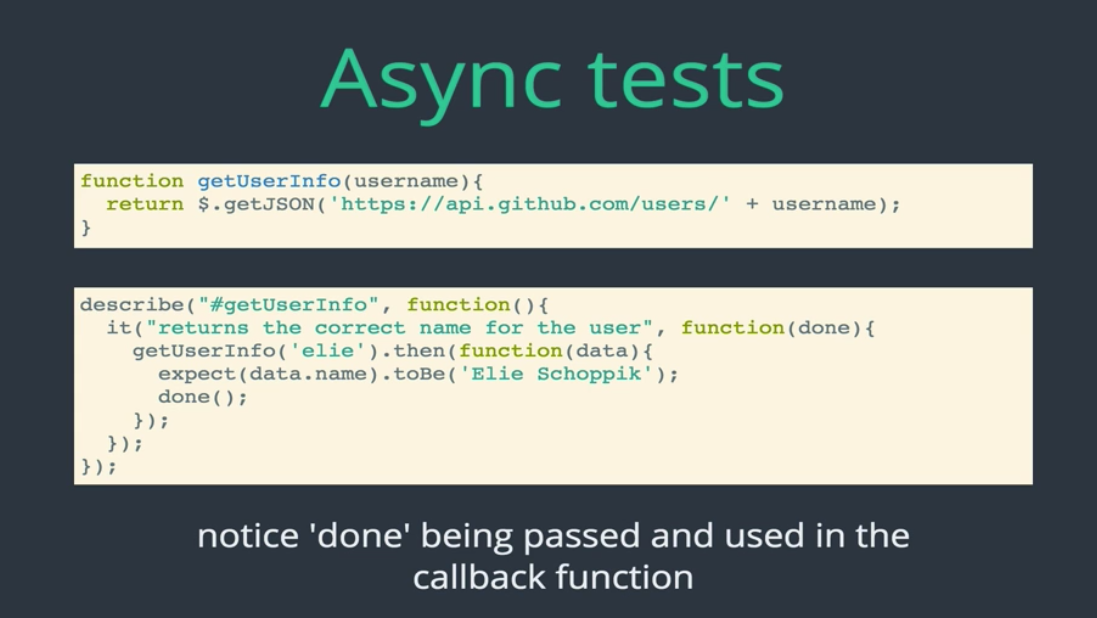 Async tests
function getUserInfo(username){
  return $.getJSON('https://api.github.com/users/' + username);
}
describe("#getUserInfo", function(){
  it("returns the correct name for the user", function(done){
    getUserInfo('elie').then(function(data){
      expect(data.name).toBe('Elie Schoppik');
      done();
    });
  });
});
notice 'done' being passed and used in the
callback function